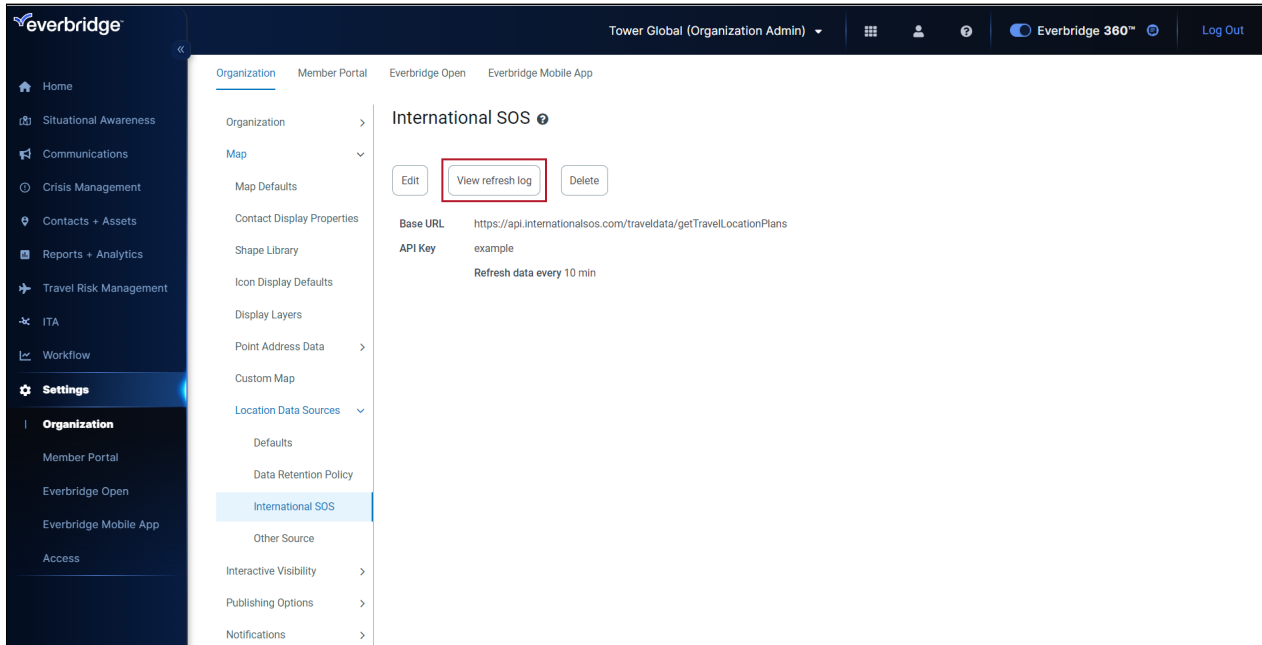 everbridge™
Tower Global (Organization Admin)
Everbridge 360™
Log Out
«
Home
Situational Awareness
Communications
Crisis Management
Contacts + Assets
Reports + Analytics
Travel Risk Management
ITA
Workflow
Settings
Organization
Member Portal
Everbridge Open
Everbridge Mobile App
Access
Organization Member Portal Everbridge Open Everbridge Mobile App
Organization
Map
Map Defaults
Contact Display Properties
Shape Library
Icon Display Defaults
Display Layers
Point Address Data
Custom Map
Location Data Sources
Defaults
Data Retention Policy
International SOS
Other Source
Interactive Visibility
Publishing Options
Notifications
International SOS ?
Edit View refresh log Delete
Base URL https://api.internationalsos.com/traveldata/getTravelLocationPlans
API Key example
Refresh data every 10 min